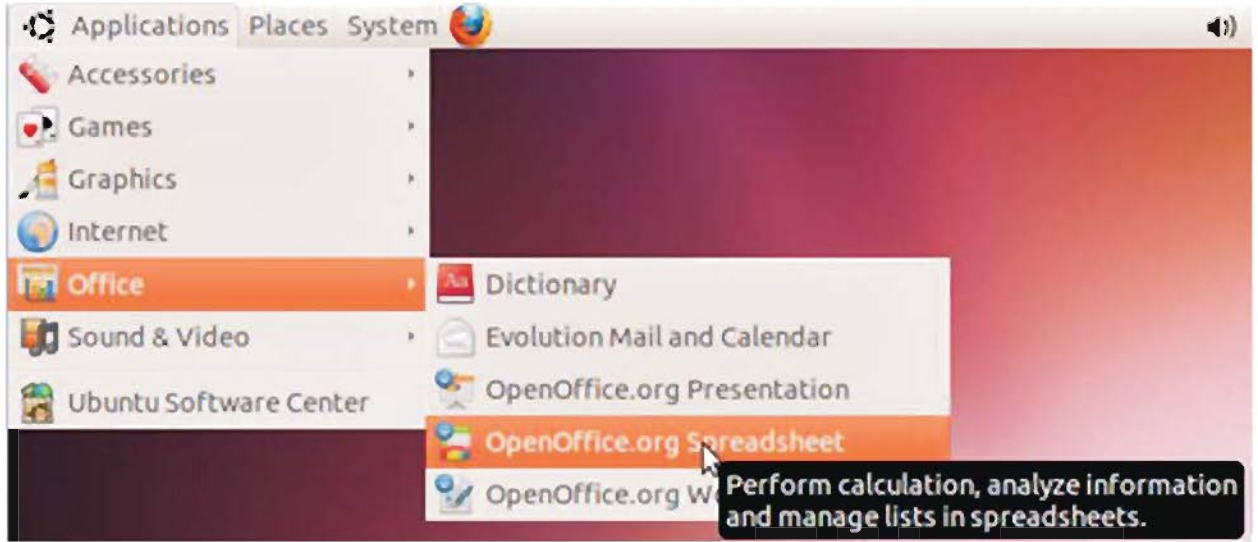 Applications Places System
Accessories
Games
Graphics
Internet
Office
Sound & Video
Ubuntu Software Center
Aa
Dictionary
Evolution Mail and Calendar
OpenOffice.org Presentation
OpenOffice.org Spreadsheet
OpenOffice.org
Perform calculation, analyze information
and manage lists in spreadsheets.